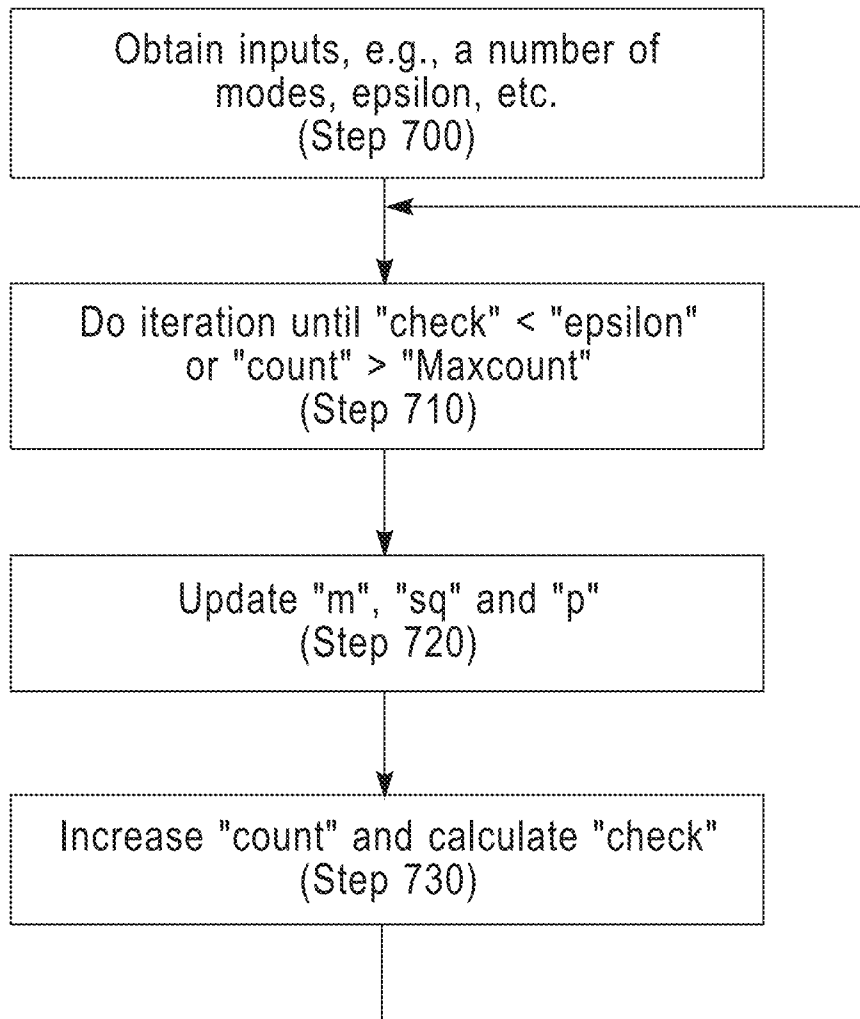 Obtain inputs, e.g., a number of
modes, epsilon, etc.
(Step 700)
Do iteration until "check" < "epsilon"
or "count" > "Maxcount"
(Step 710)
Update "m", "sq" and "p"
(Step 720)
Increase "count" and calculate "check"
(Step 730)